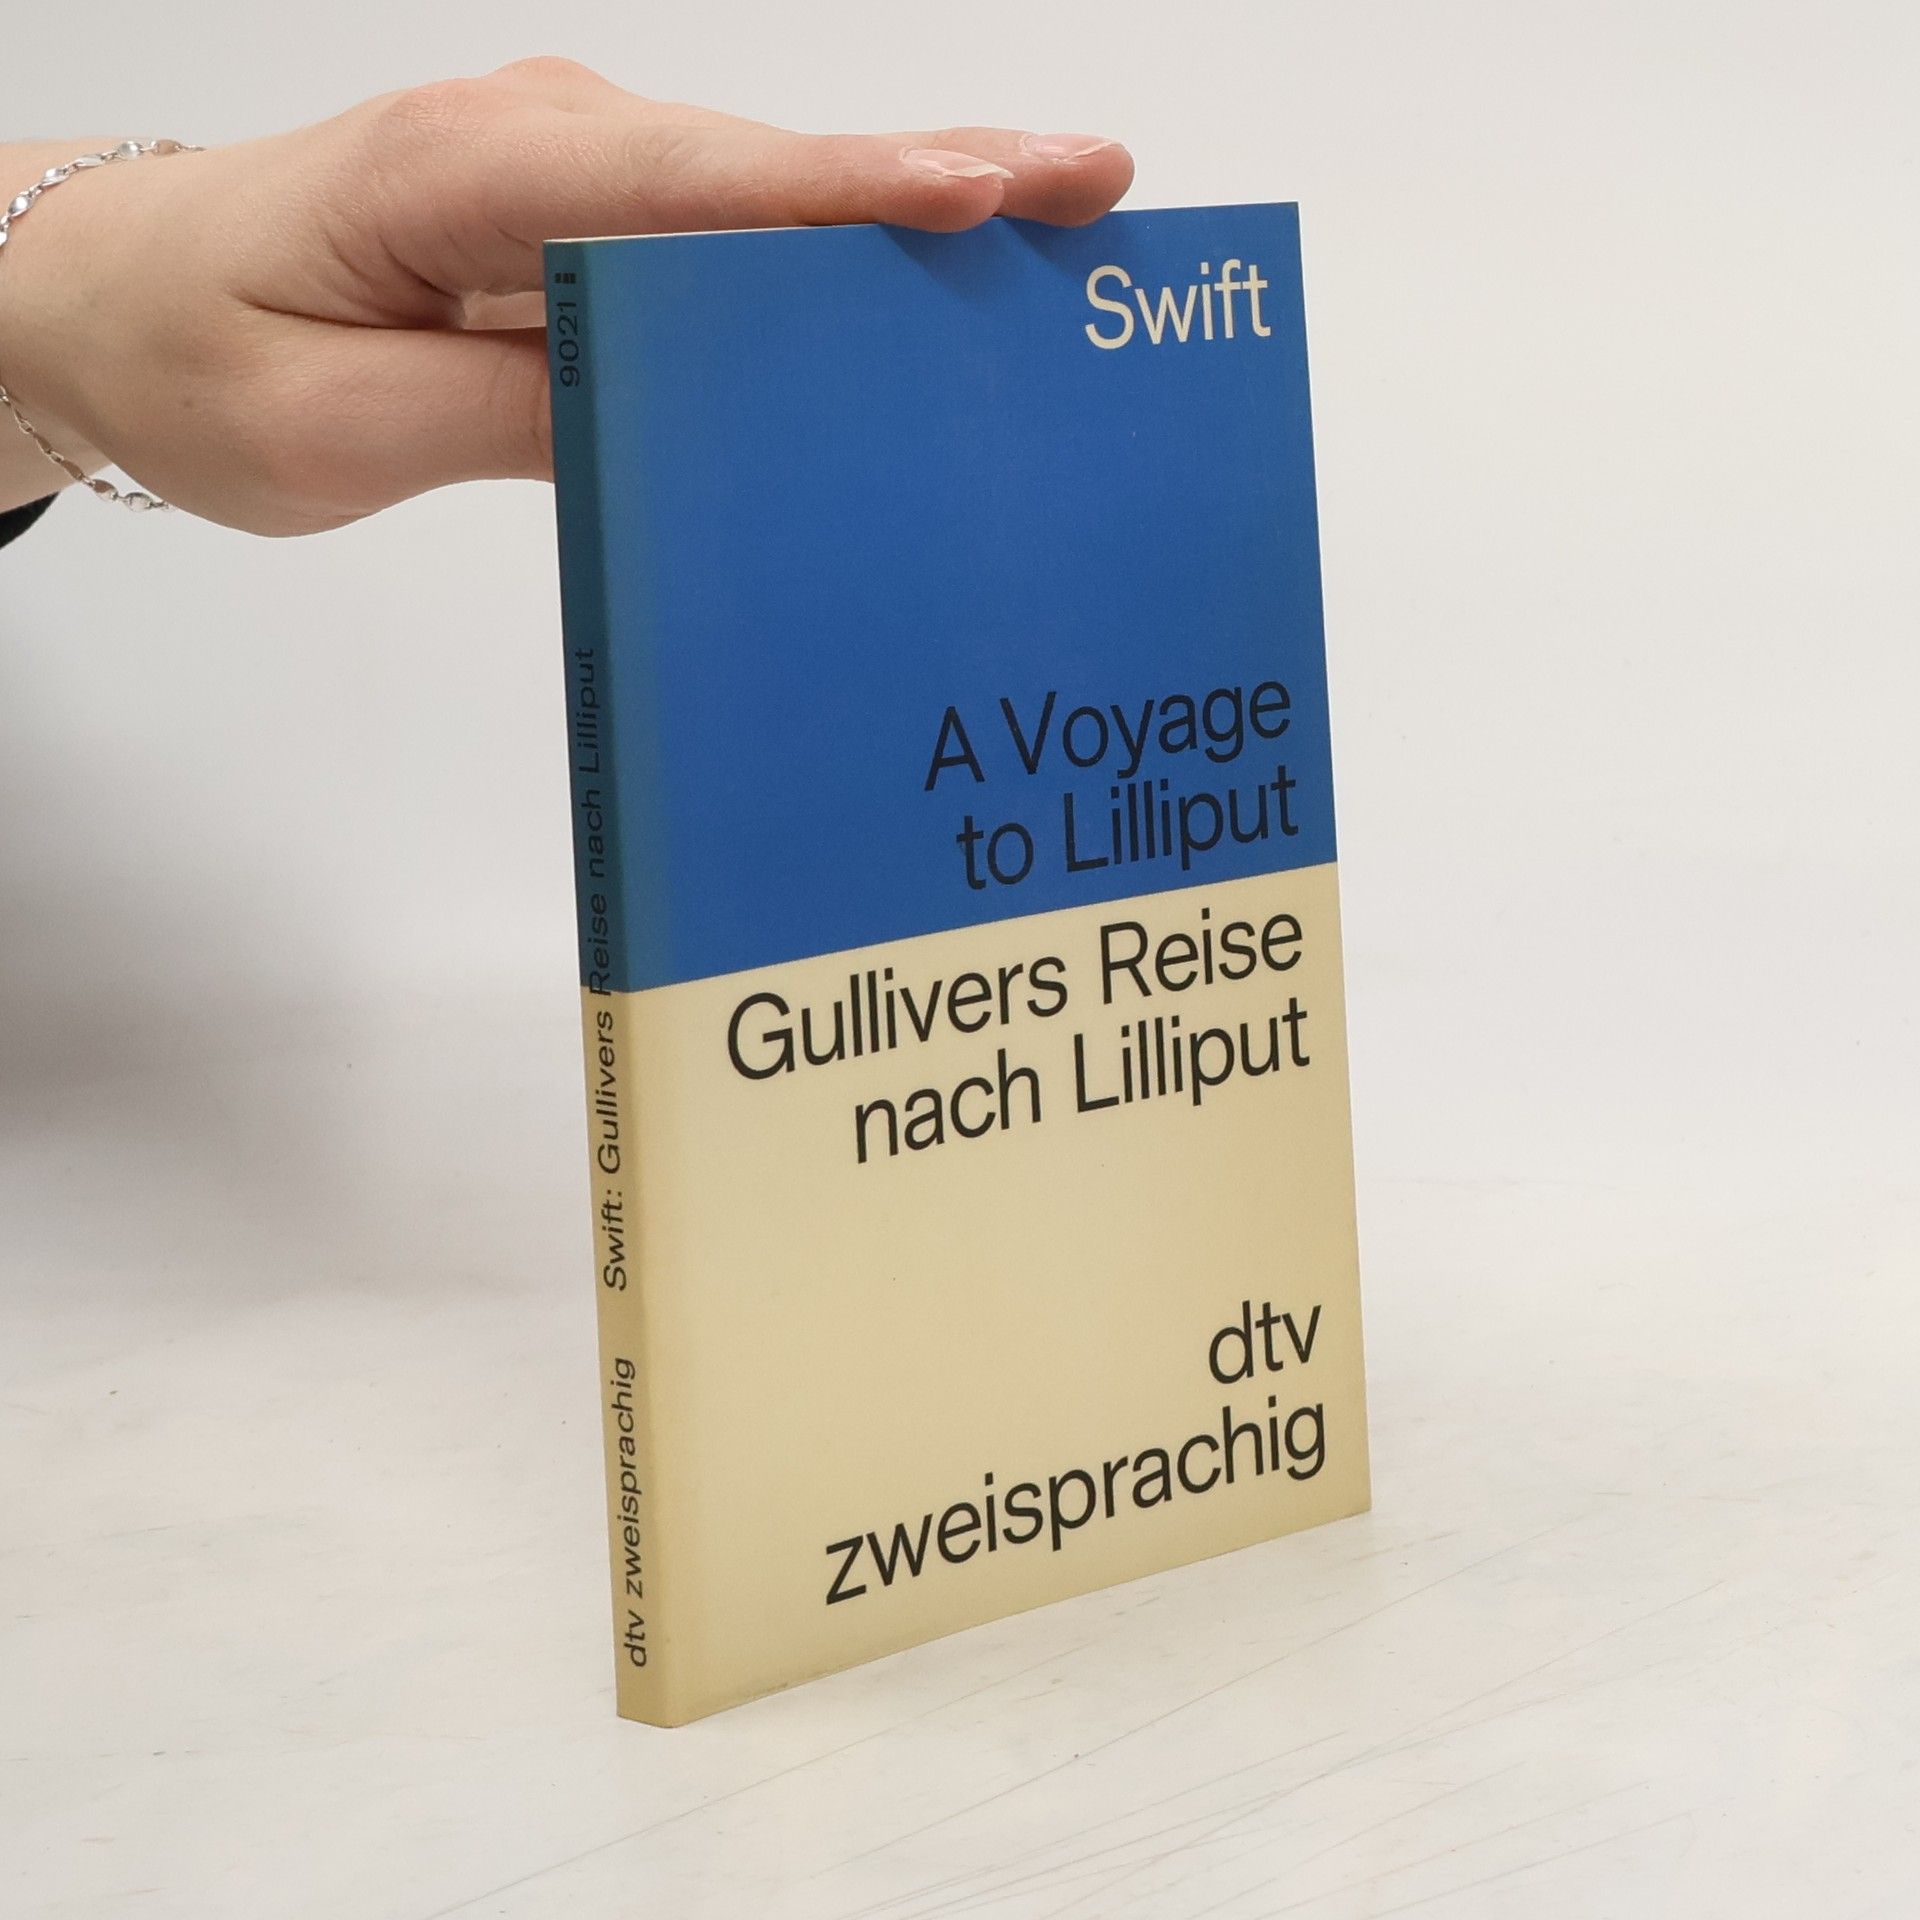 Swift
A Voyage
to Lilliput
Gullivers Reise
nach Lilliput
dtv
zweisprachig
dtv zweisprachig Swift: Gullivers Reise nach Lilliput 9021